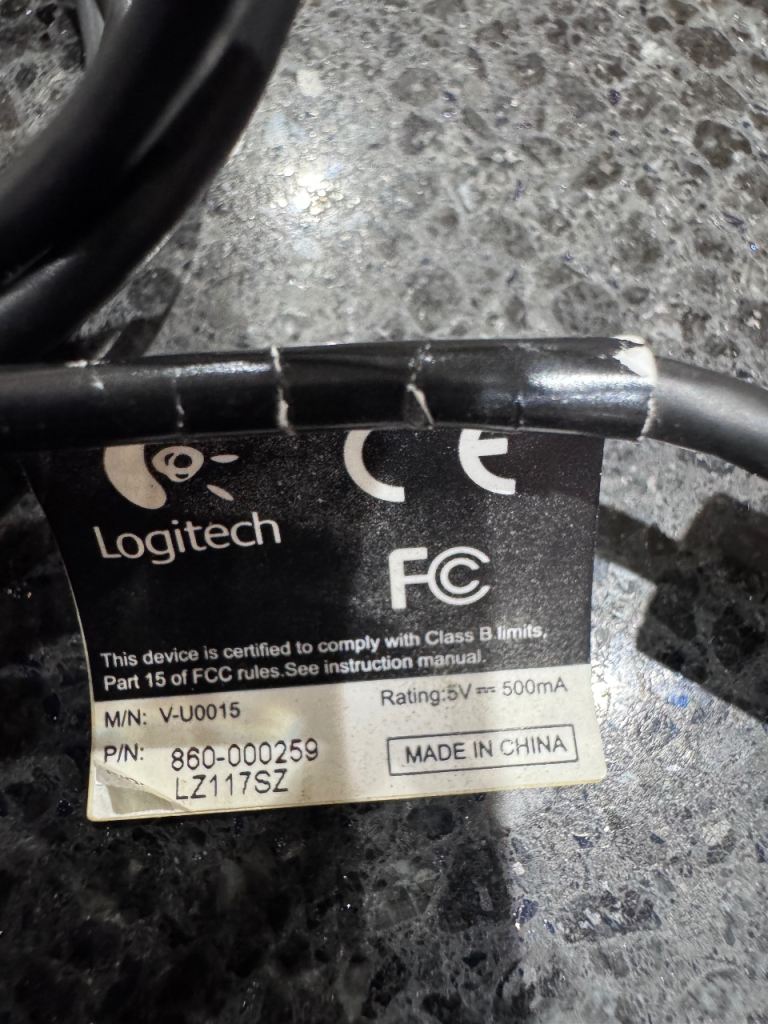 CE
Logitech
FC
This device is certified to comply with Class B limits,
Part 15 of FCC rules.See instruction manual.
M/N: V-U0015
Rating:5V⎓ 500mA
P/N: 860-000259
LZ117SZ
MADE IN CHINA